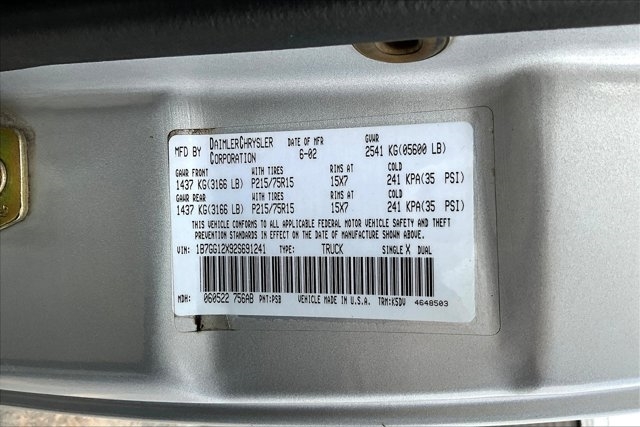 MFD BY DAIMLERCHRYSLER CORPORATION DATE OF MFR 6-02 GVWR 2541 KG(05600 LB)
GAWR FRONT WITH TIRES RIMS AT COLD
1437 KG(3166 LB) P215/75R15 15X7 241 KPA(35 PSI)
GAWR REAR WITH TIRES RIMS AT COLD
1437 KG(3166 LB) P215/75R15 15X7 241 KPA(35 PSI)
THIS VEHICLE CONFORMS TO ALL APPLICABLE FEDERAL MOTOR VEHICLE SAFETY AND THEFT
PREVENTION STANDARDS IN EFFECT ON THE DATE OF MANUFACTURE SHOWN ABOVE.
VIN: 1B7GG12X92S691241 TYPE: TRUCK SINGLE X DUAL
MDH: 060522 756AB PNT:PSB VEHICLE MADE IN U.S.A. TRM:K5DV 4648503